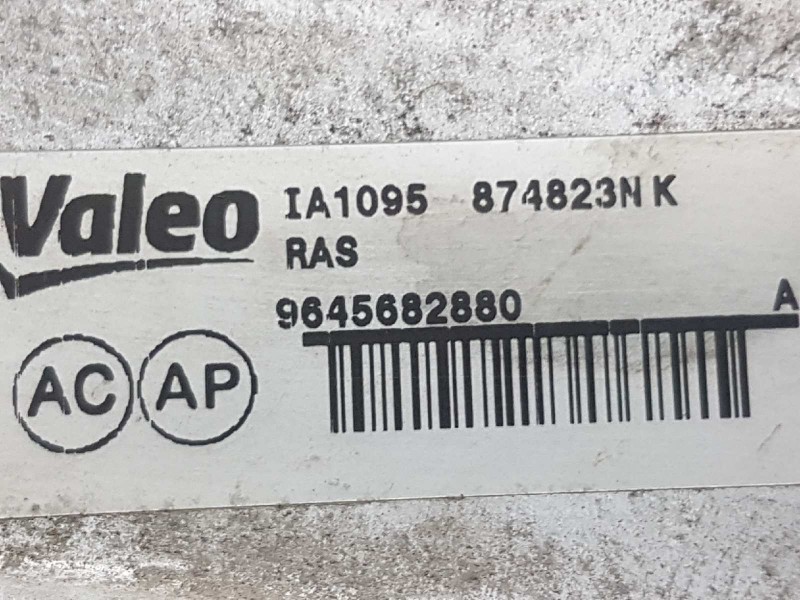 Valeo IA1095 874823N K
RAS
9645682880 A
AC AP